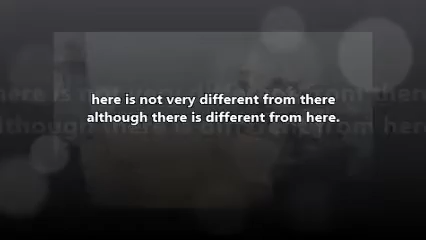 here is not very different from there
although there is different from here.